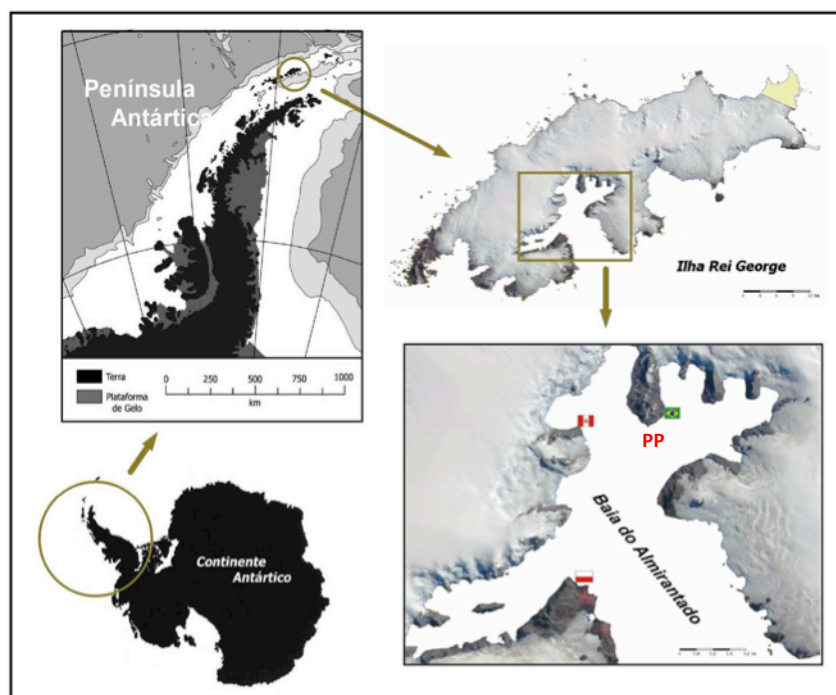 Península
Antártica
Terra
Plataforma
de Gelo
0 250 500 750 1000
km
Ilha Rei George
Continente
Antártico
PP
Baia do Almirantado